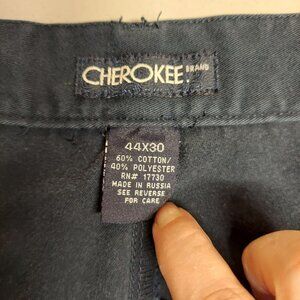 CHEROKEE. BRAND
44X30
60% COTTON/
40% POLYESTER
RN# 17730
MADE IN RUSSIA
SEE REVERSE
FOR CARE